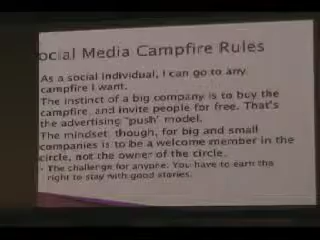 ocial Media Campfire Rules
As a social individual, I can go to any
campfire I want.
The instinct of a big company is to buy the
campfire, and invite people for free. That's
the advertising "push" model.
The mindset, though, for big and small
companies is to be a welcome member in the
circle, not the owner of the circle.
- The challenge for anyone: You have to earn the
right to stay with good stories.